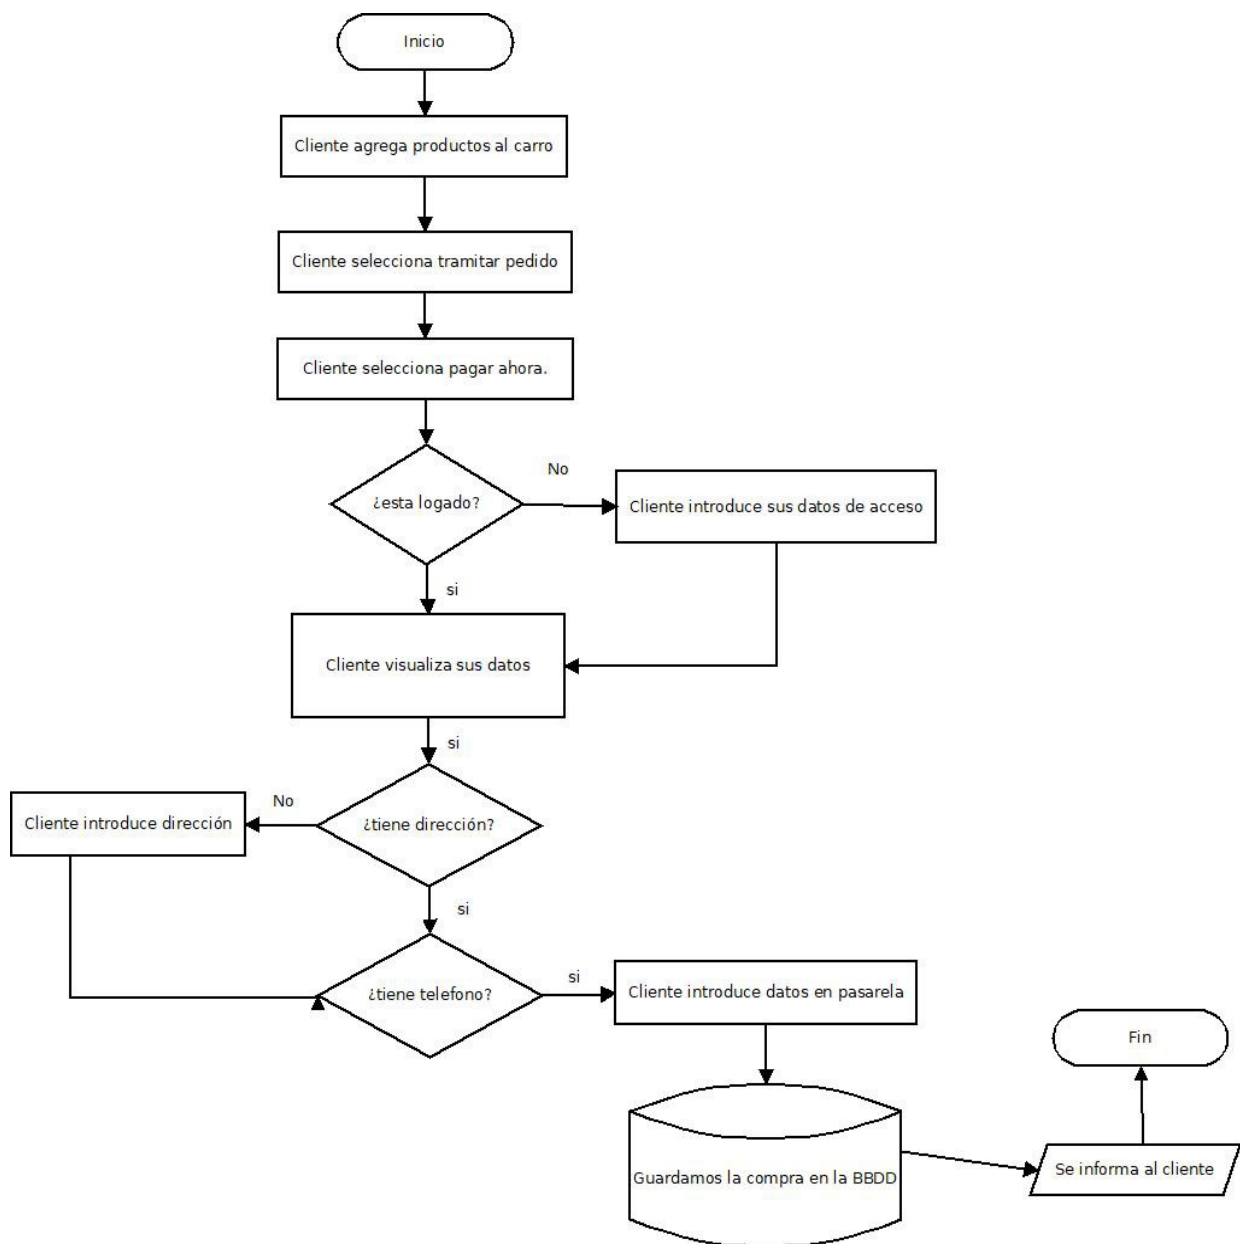 Inicio
Cliente agrega productos al carro
Cliente selecciona tramitar pedido
Cliente selecciona pagar ahora.
¿esta logado?
No
Cliente introduce sus datos de acceso
si
Cliente visualiza sus datos
si
¿tiene dirección?
No
Cliente introduce dirección
si
¿tiene telefono?
si
Cliente introduce datos en pasarela
Guardamos la compra en la BBDD
Se informa al cliente
Fin